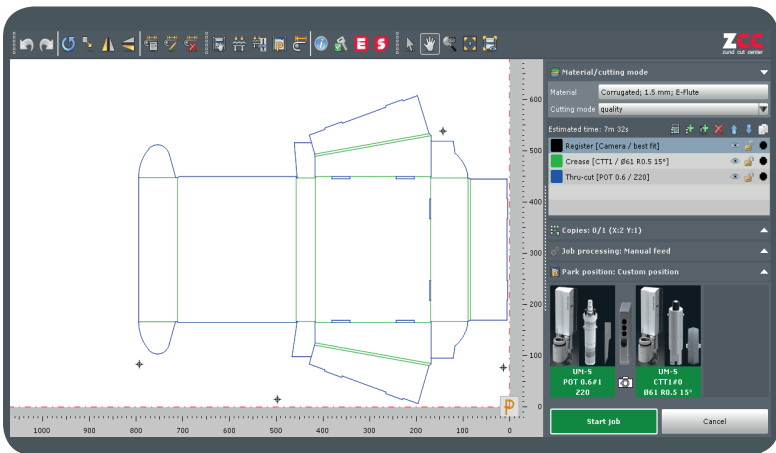 E S
ZCC
zund cut center
Material/cutting mode
Material Corrugated; 1.5 mm; E-Flute
Cutting mode quality
Estimated time: 7m 32s
Register [Camera / best fit]
Crease [CTT1 / Ø61 R0.5 15°]
Thru-cut [POT 0.6 / Z20]
Copies: 0/1 (X:2 Y:1)
Job processing: Manual feed
Park position: Custom position
UM-S UM-S
POT 0.6#1 CTT1#0
Z20 Ø61 R0.5 15°
Start job Cancel
600
500
400
300
200
100
0
P
1000 900 800 700 600 500 400 300 200 100 0